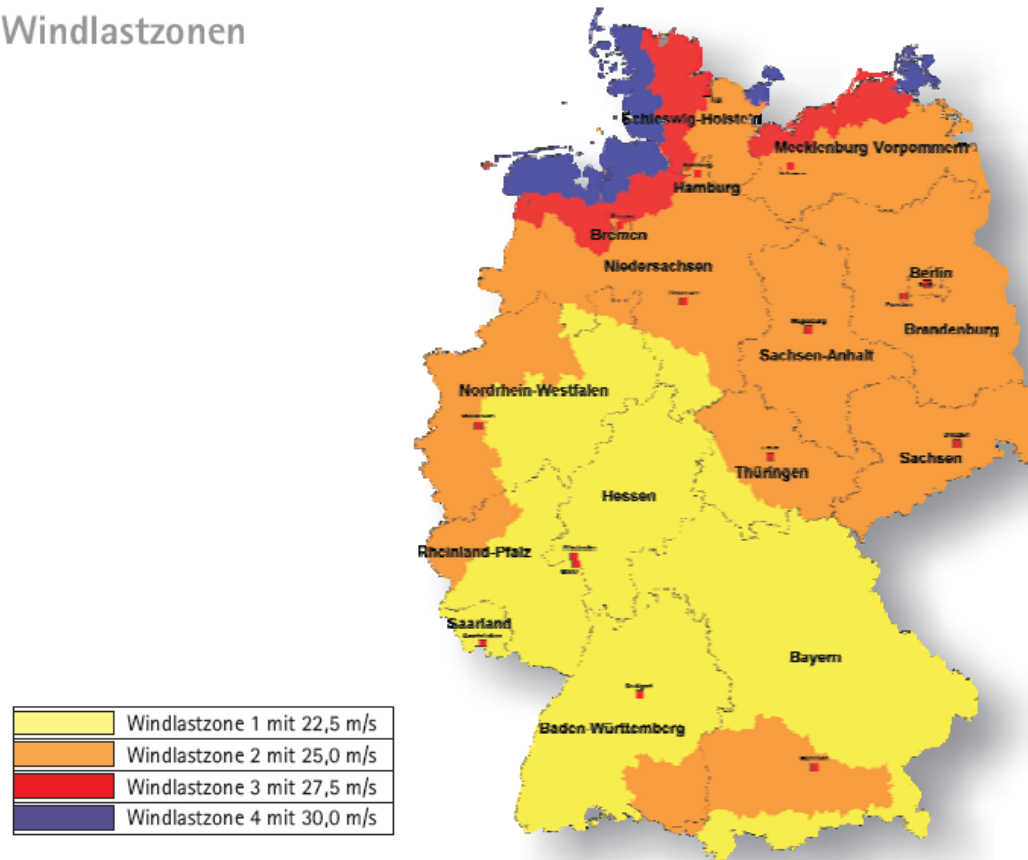 Windlastzonen
Schleswig-Holstein
Mecklenburg Vorpommern
Hamburg
Bremen
Niedersachsen
Berlin
Brandenburg
Sachsen-Anhalt
Nordrhein-Westfalen
Sachsen
Thüringen
Hessen
Rheinland-Pfalz
Saarland
Bayern
Baden-Württemberg
Windlastzone 1 mit 22,5 m/s
Windlastzone 2 mit 25,0 m/s
Windlastzone 3 mit 27,5 m/s
Windlastzone 4 mit 30,0 m/s